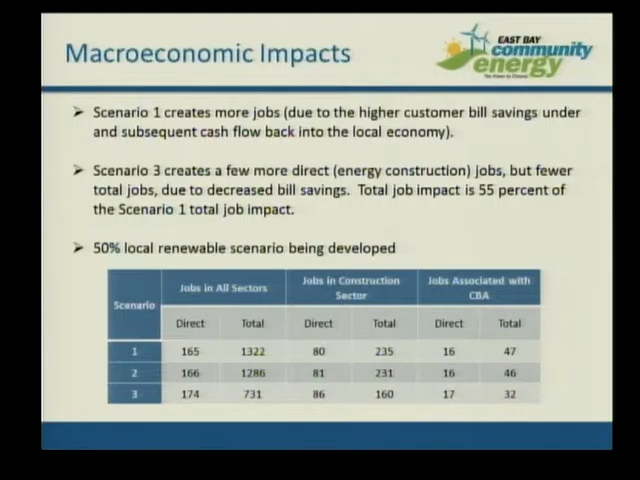 Macroeconomic Impacts
EAST BAY
community
energy
➤ Scenario 1 creates more jobs (due to the higher customer bill savings under
and subsequent cash flow back into the local economy).
➤ Scenario 3 creates a few more direct (energy construction) jobs, but fewer
total jobs, due to decreased bill savings. Total job impact is 55 percent of
the Scenario 1 total job impact.
➤ 50% local renewable scenario being developed
Scenario Jobs in All Sectors Jobs in Construction Sector Jobs Associated with CBA
Direct Total Direct Total Direct Total
1 165 1322 80 235 16 47
2 166 1286 81 231 16 46
3 174 731 86 160 17 32